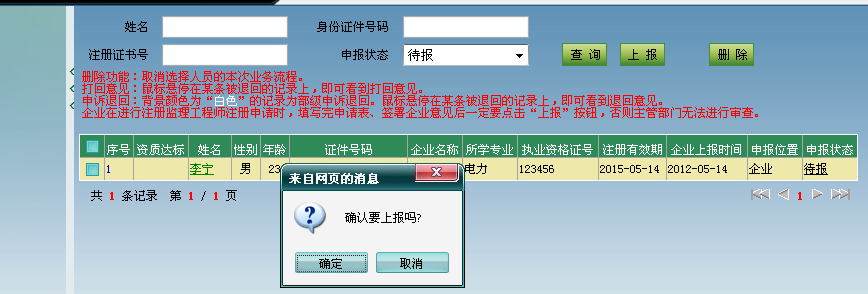 姓名 身份证件号码
注册证书号 申报状态 待报 查 询 上 报 删 除
删除功能：取消选择人员的本次业务流程。
打回意见：鼠标悬停在某条被退回的记录上，即可看到打回意见。
申诉退回：背景颜色为“白色”的记录为部级申诉退回。鼠标悬停在某条被退回的记录上，即可看到退回意见。
企业在进行注册监理工程师注册申请时，填写完申请表、签署企业意见后一定要点击“上报”按钮，否则主管部门无法进行审查。
序号 资质达标 姓名 性别 年龄 证件号码 企业名称 所学专业 执业资格证号 注册有效期 企业上报时间 申报位置 申报状态
1 李宁 男 23 电力 123456 2015-05-14 2012-05-14 企业 待报
共 1 条记录 第 1 / 1 页 1
来自网页的消息
确认要上报吗?
确定 取消